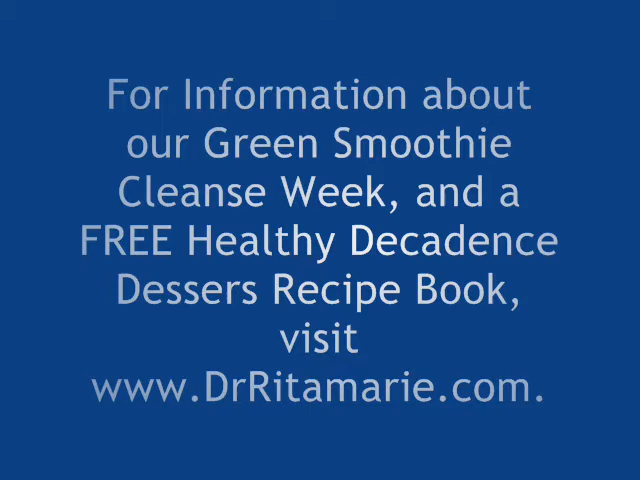 For Information about
our Green Smoothie
Cleanse Week, and a
FREE Healthy Decadence
Dessers Recipe Book,
visit
www.DrRitamarie.com.